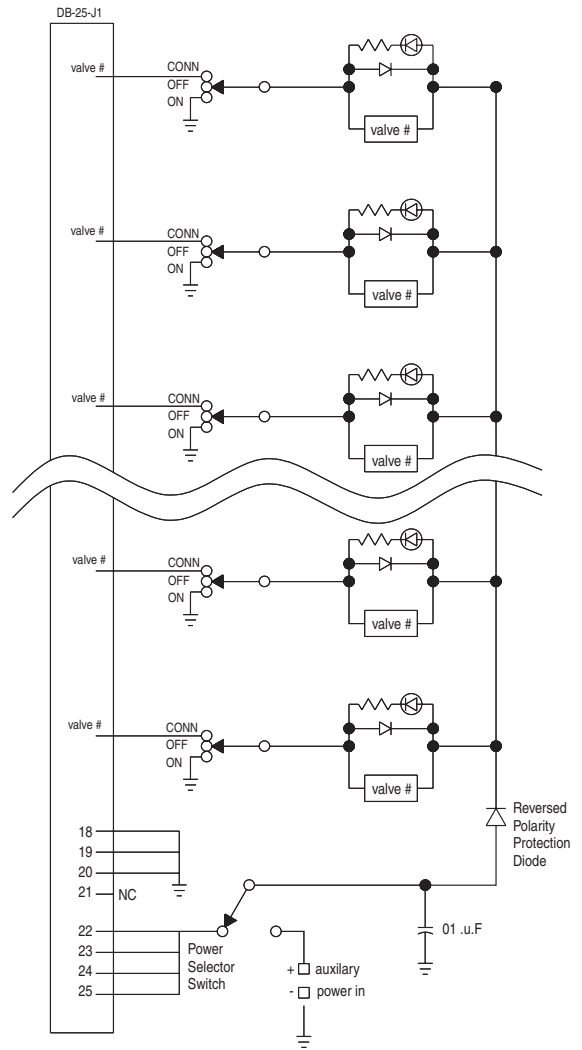 DB-25-J1
valve #
CONN
OFF
ON
valve #
valve #
CONN
OFF
ON
valve #
valve #
CONN
OFF
ON
valve #
valve #
CONN
OFF
ON
valve #
valve #
CONN
OFF
ON
valve #
Reversed
Polarity
Protection
Diode
18
19
20
21
NC
22
23
24
25
Power
Selector
Switch
01 .u.F
+ auxilary
- power in